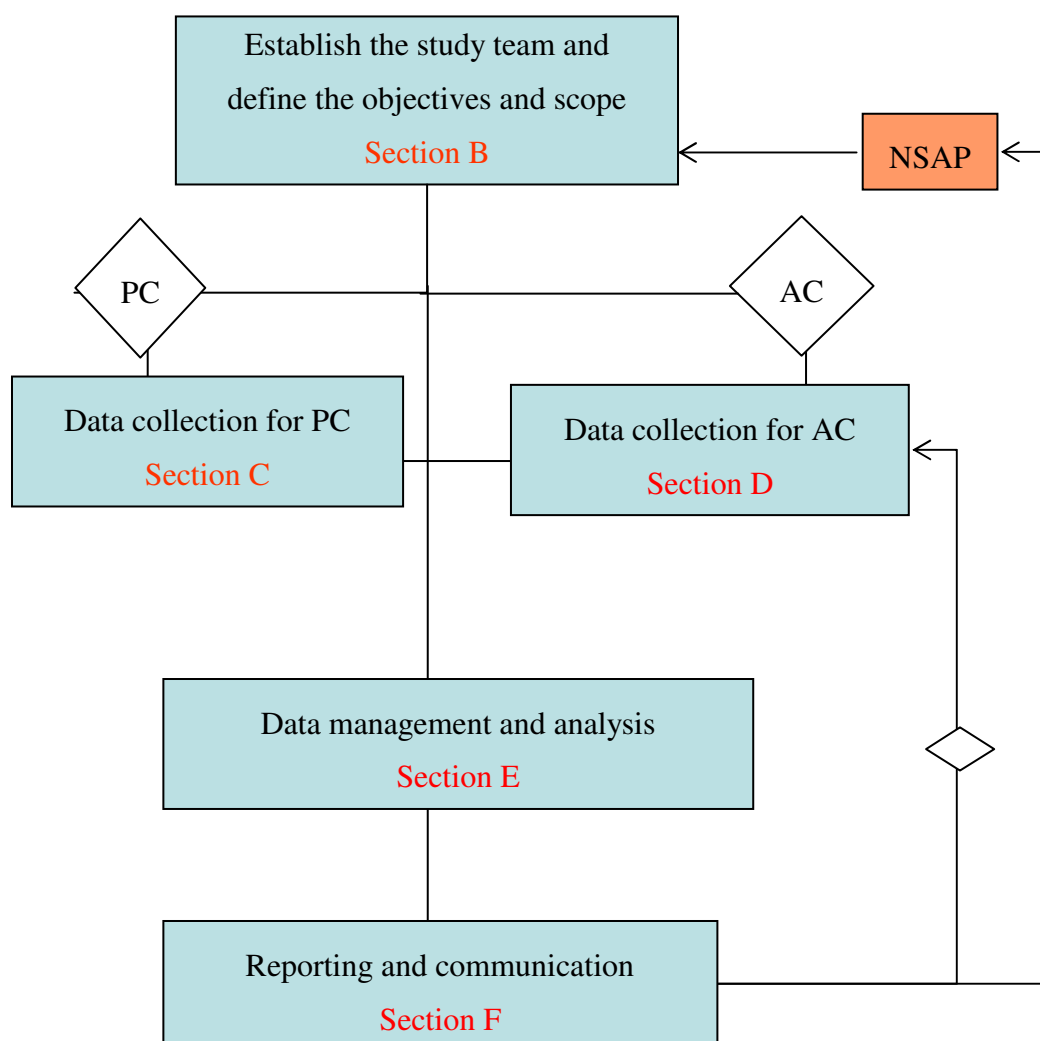 Establish the study team and
define the objectives and scope
Section B
NSAP
PC
AC
Data collection for PC
Section C
Data collection for AC
Section D
Data management and analysis
Section E
Reporting and communication
Section F